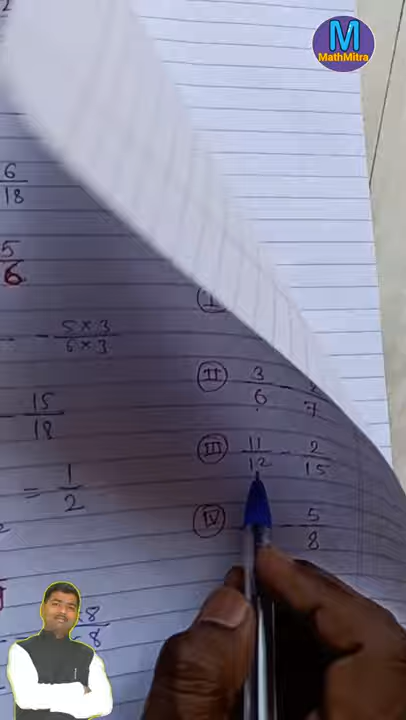 M
MathMitra
6
18
5
6
- 5 × 3
6 × 3
15
18
= 1
2
8
8
II 3/6 -
7
III 11/12 - 2/15
IV - 5/8